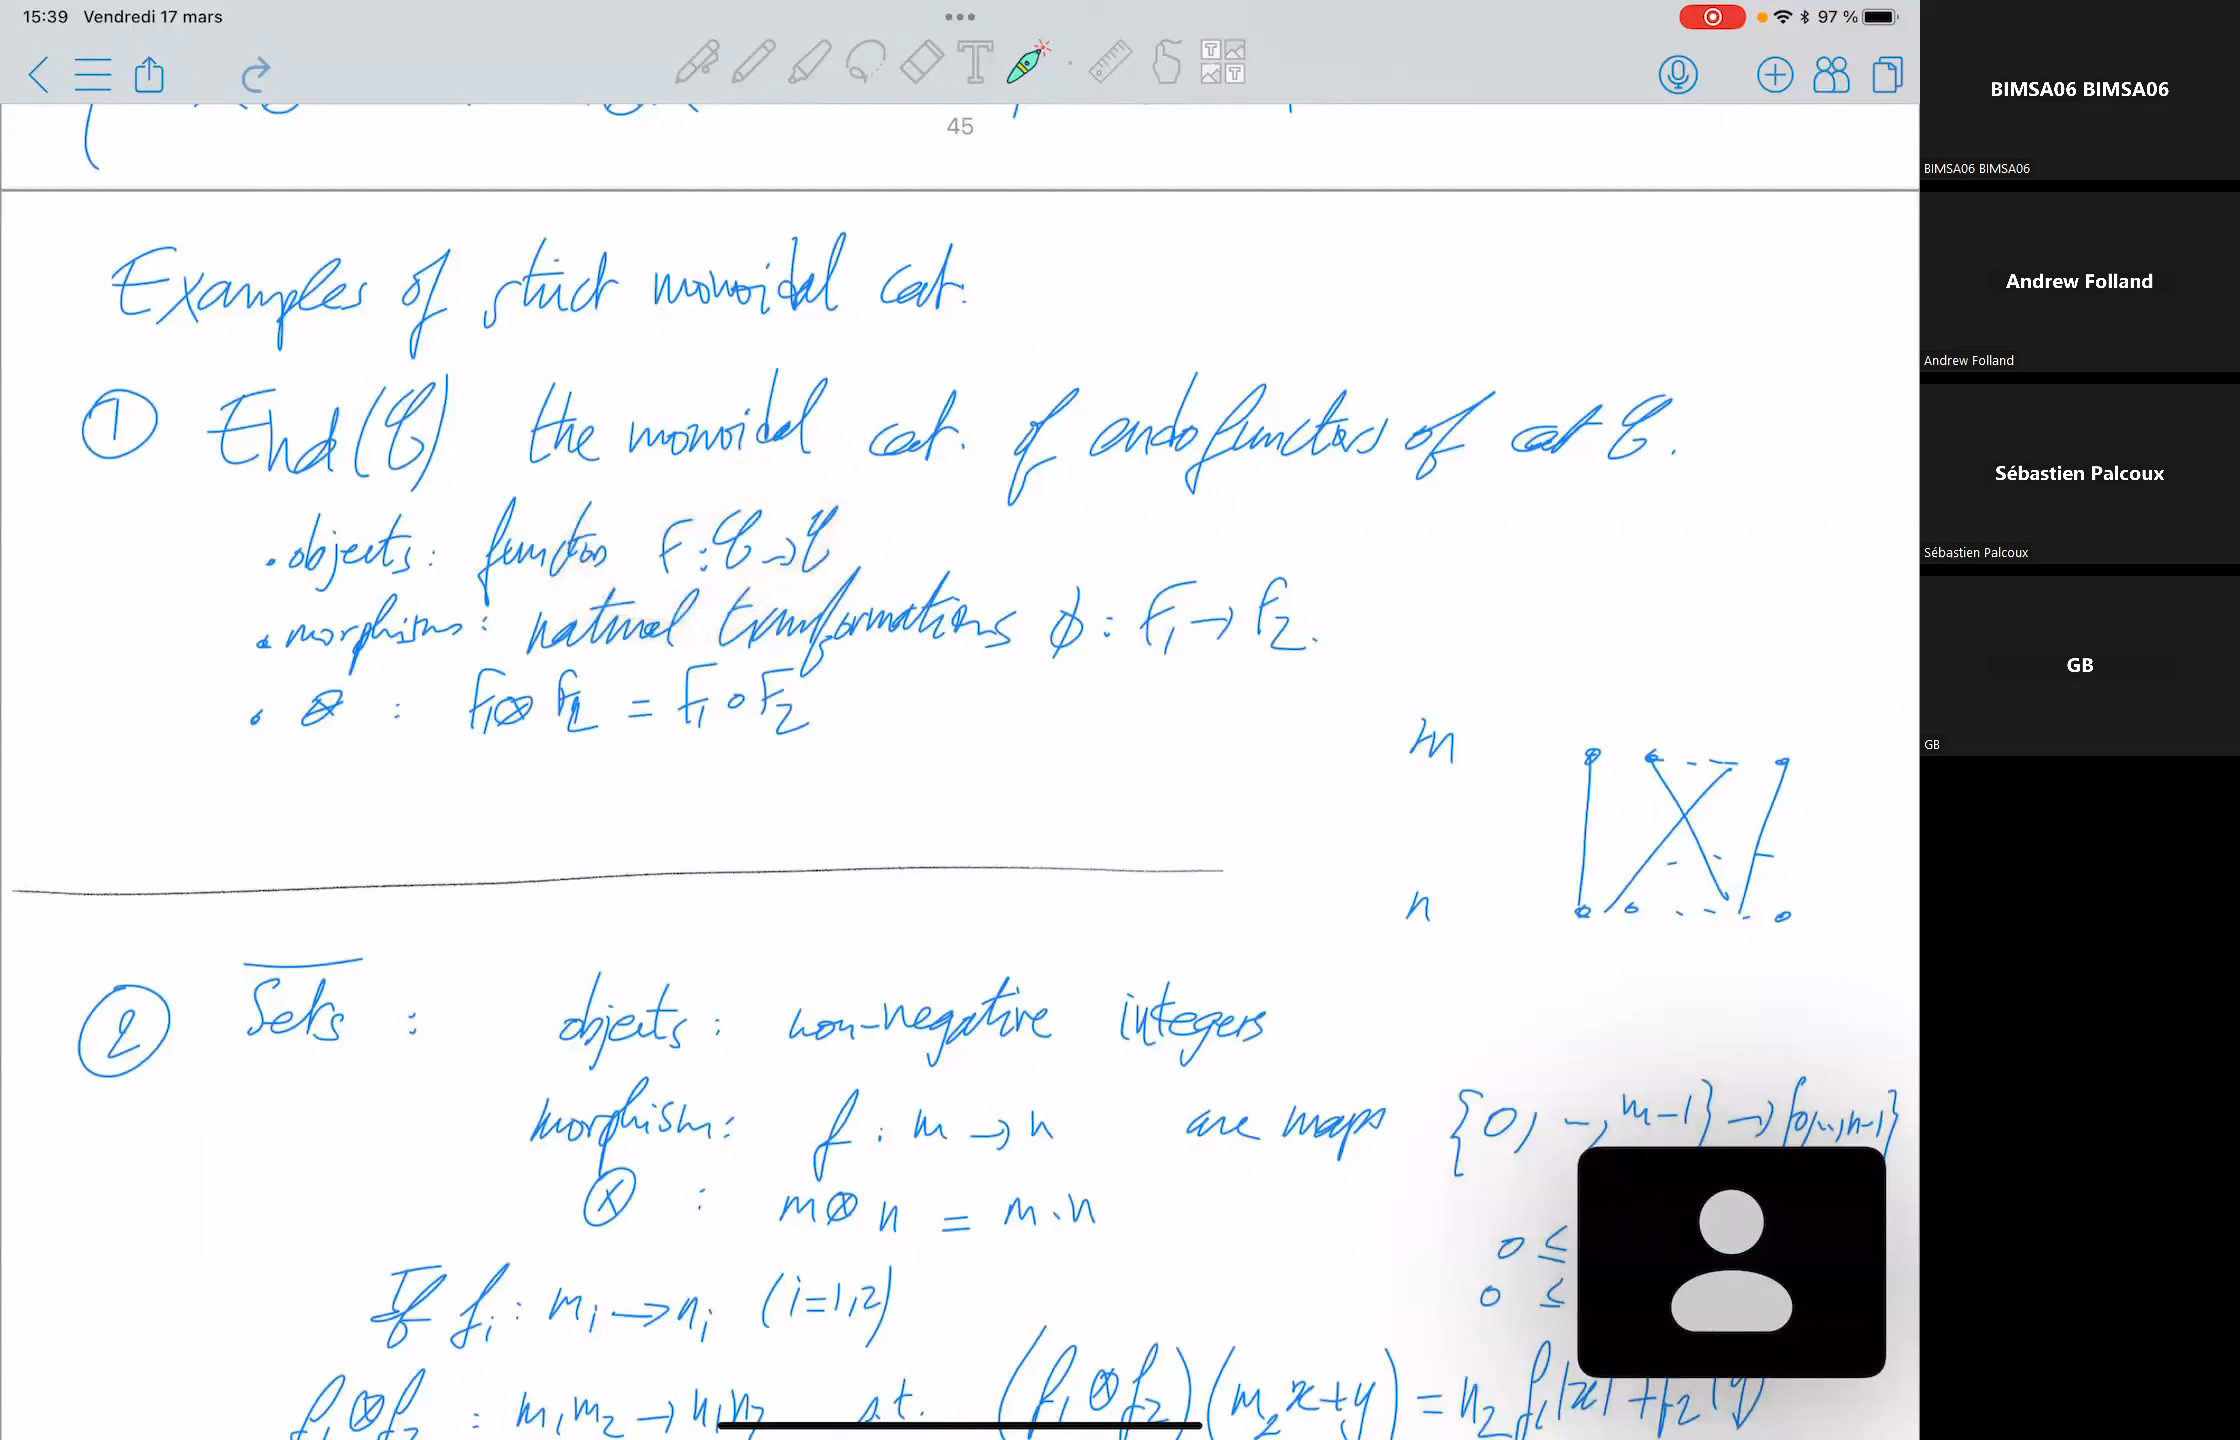 15:39 Vendredi 17 mars
97 %
45
Examples of strict monoidal cat.
① End(𝒞) the monoidal cat. of endofunctors of cat 𝒞.
. objects: functors F: 𝒞 → 𝒞
. morphisms: natural transformations ϕ : F₁ → F₂.
. ⊗ : F₁ ⊗ F₂ = F₁ ∘ F₂
m
n
② Sets : objects: non-negative integers
morphism: f : m → n are maps {0, -, m-1} → {0, .., n-1}
⊗ : m ⊗ n = m . n
0 ≤
0 ≤
If fᵢ : mᵢ → nᵢ (i=1,2)
f₁ ⊗ f₂ : m₁m₂ → n₁n₂ s.t. (f₁ ⊗ f₂)(m₂x+y) = n₂ f₁(x) + f₂(y)
BIMSA06 BIMSA06
BIMSA06 BIMSA06
Andrew Folland
Andrew Folland
Sébastien Palcoux
Sébastien Palcoux
GB
GB